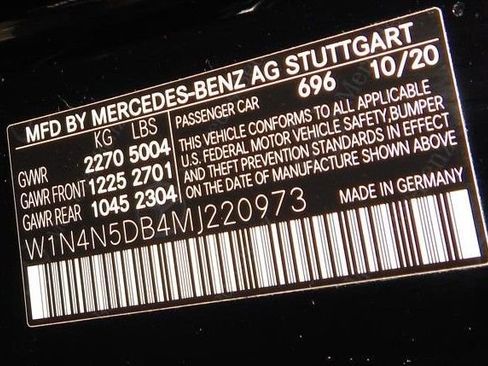 MFD BY MERCEDES-BENZ AG STUTTGART
KG LBS
PASSENGER CAR 696 10/20
GVWR 2270 5004
GAWR FRONT 1225 2701
GAWR REAR 1045 2304
THIS VEHICLE CONFORMS TO ALL APPLICABLE
U.S. FEDERAL MOTOR VEHICLE SAFETY, BUMPER
AND THEFT PREVENTION STANDARDS IN EFFECT
ON THE DATE OF MANUFACTURE SHOWN ABOVE
W1N4N5DB4MJ220973
MADE IN GERMANY